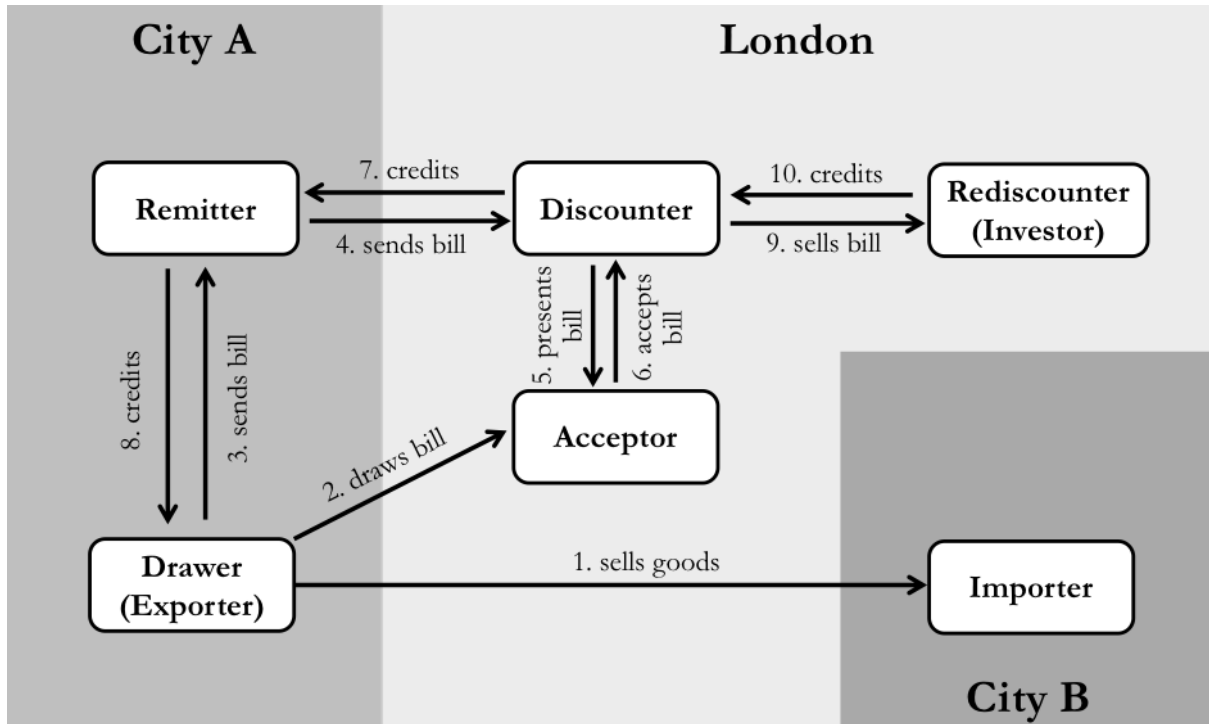 City A
London
7. credits
10. credits
Remitter
Discounter
Rediscounter
(Investor)
4. sends bill
9. sells bill
5. presents
bill
6. accepts
bill
8. credits
3. sends bill
Acceptor
2. draws bill
1. sells goods
Drawer
(Exporter)
Importer
City B